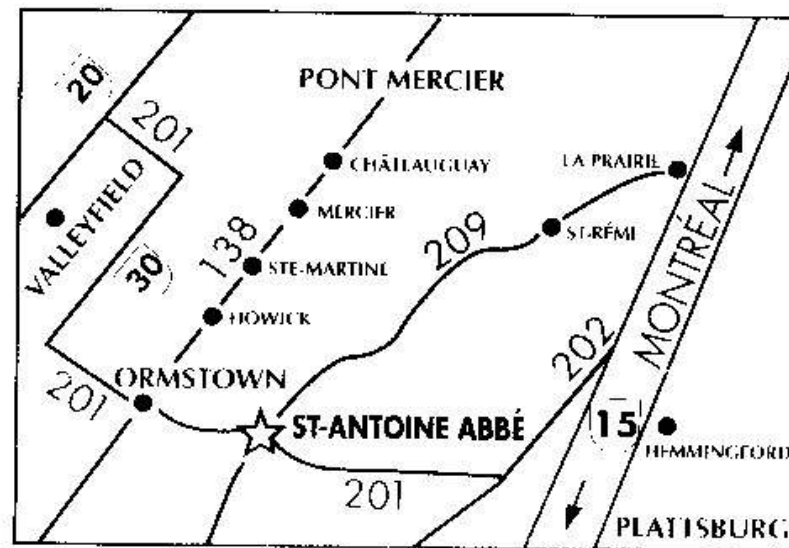 20
201
PONT MERCIER
CHÂTEAUGUAY
LA PRAIRIE
MERCIER
VALLEYFIELD
138
209
ST-RÉMI
MONTRÉAL
30
STE-MARTINE
HOWICK
202
201
ORMSTOWN
ST-ANTOINE ABBÉ
15
HEMMINGFORD
201
PLATTSBURG